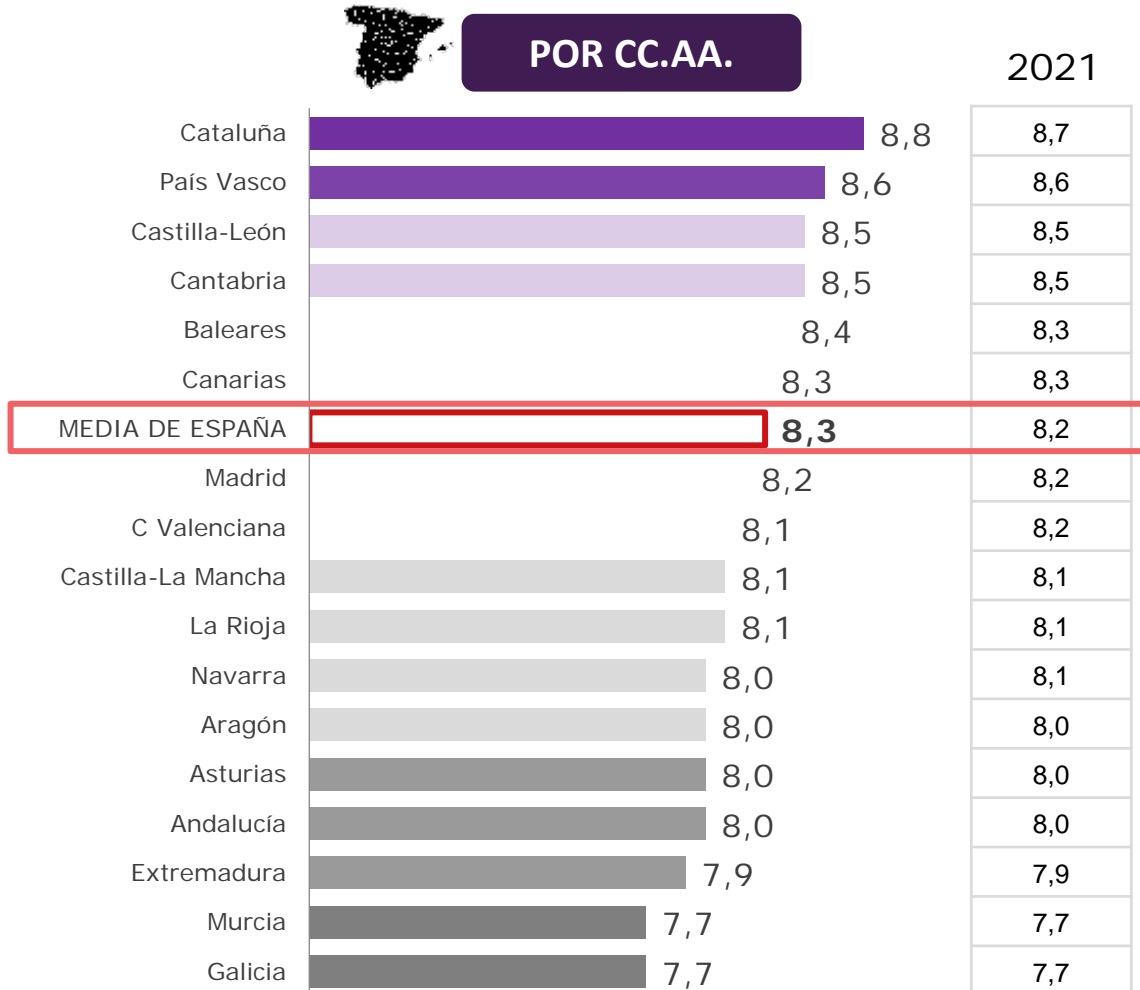 POR CC.AA.
2021
Cataluña 8,8 8,7
País Vasco 8,6 8,6
Castilla-León 8,5 8,5
Cantabria 8,5 8,5
Baleares 8,4 8,3
Canarias 8,3 8,3
MEDIA DE ESPAÑA 8,3 8,2
Madrid 8,2 8,2
C Valenciana 8,1 8,2
Castilla-La Mancha 8,1 8,1
La Rioja 8,1 8,1
Navarra 8,0 8,1
Aragón 8,0 8,0
Asturias 8,0 8,0
Andalucía 8,0 8,0
Extremadura 7,9 7,9
Murcia 7,7 7,7
Galicia 7,7 7,7